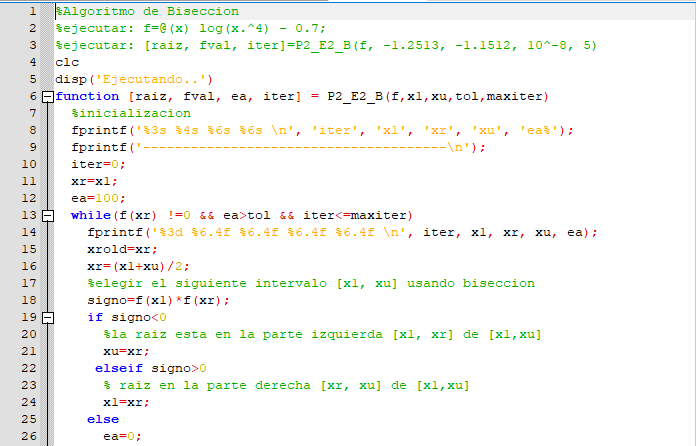 1 %Algoritmo de Biseccion
2 %ejecutar: f=@(x) log(x.^4) - 0.7;
3 %ejecutar: [raiz, fval, iter]=P2_E2_B(f, -1.2513, -1.1512, 10^-8, 5)
4 clc
5 disp('Ejecutando..')
6 function [raiz, fval, ea, iter] = P2_E2_B(f,xl,xu,tol,maxiter)
7 %inicializacion
8 fprintf('%3s %4s %6s %6s \n', 'iter', 'xl', 'xr', 'xu', 'ea%');
9 fprintf('--------------------------------------\n');
10 iter=0;
11 xr=xl;
12 ea=100;
13 while(f(xr) !=0 && ea>tol && iter<=maxiter)
14 fprintf('%3d %6.4f %6.4f %6.4f %6.4f \n', iter, xl, xr, xu, ea);
15 xrold=xr;
16 xr=(xl+xu)/2;
17 %elegir el siguiente intervalo [xl, xu] usando biseccion
18 signo=f(xl)*f(xr);
19 if signo<0
20 %la raiz esta en la parte izquierda [xl, xr] de [xl,xu]
21 xu=xr;
22 elseif signo>0
23 % raiz en la parte derecha [xr, xu] de [xl,xu]
24 xl=xr;
25 else
26 ea=0;